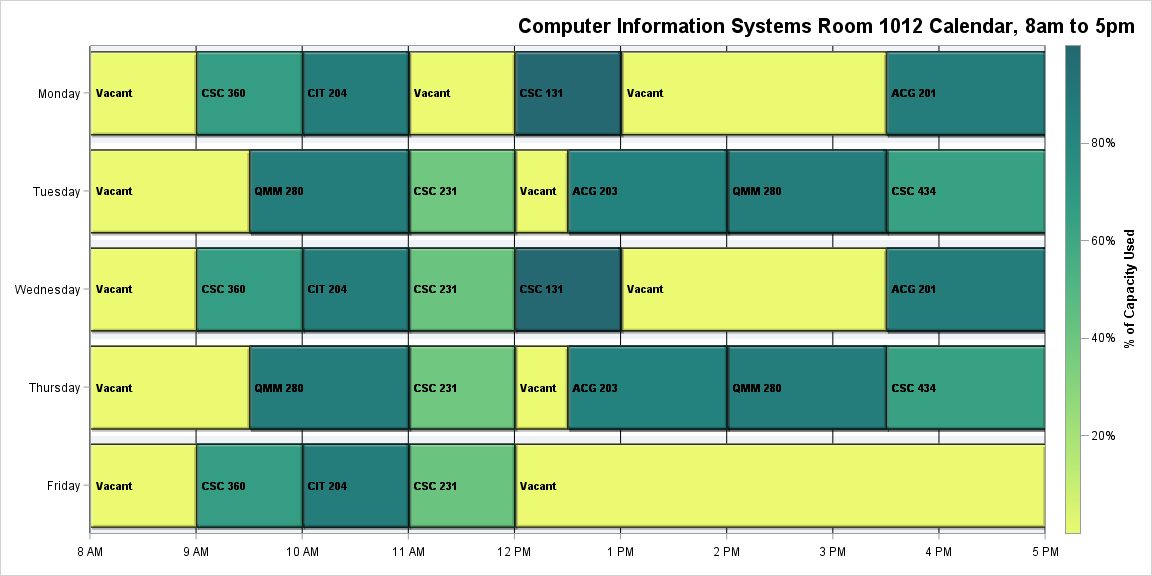 Computer Information Systems Room 1012 Calendar, 8am to 5pm
Monday Vacant CSC 360 CIT 204 Vacant CSC 131 Vacant ACG 201
80%
Tuesday Vacant QMM 280 CSC 231 Vacant ACG 203 QMM 280 CSC 434
60%
% of Capacity Used
Wednesday Vacant CSC 360 CIT 204 CSC 231 CSC 131 Vacant ACG 201
40%
Thursday Vacant QMM 280 CSC 231 Vacant ACG 203 QMM 280 CSC 434
20%
Friday Vacant CSC 360 CIT 204 CSC 231 Vacant
8 AM 9 AM 10 AM 11 AM 12 PM 1 PM 2 PM 3 PM 4 PM 5 PM